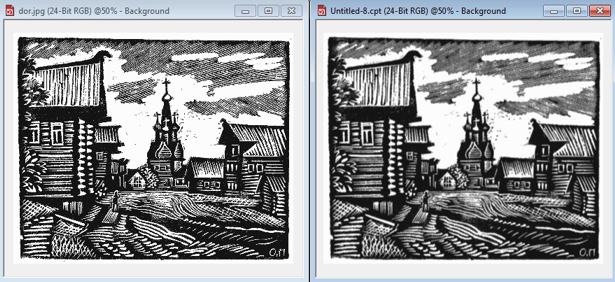 dor.jpg (24-Bit RGB) @50% - Background
Untitled-8.cpt (24-Bit RGB) @50% - Background
О.П
О.П